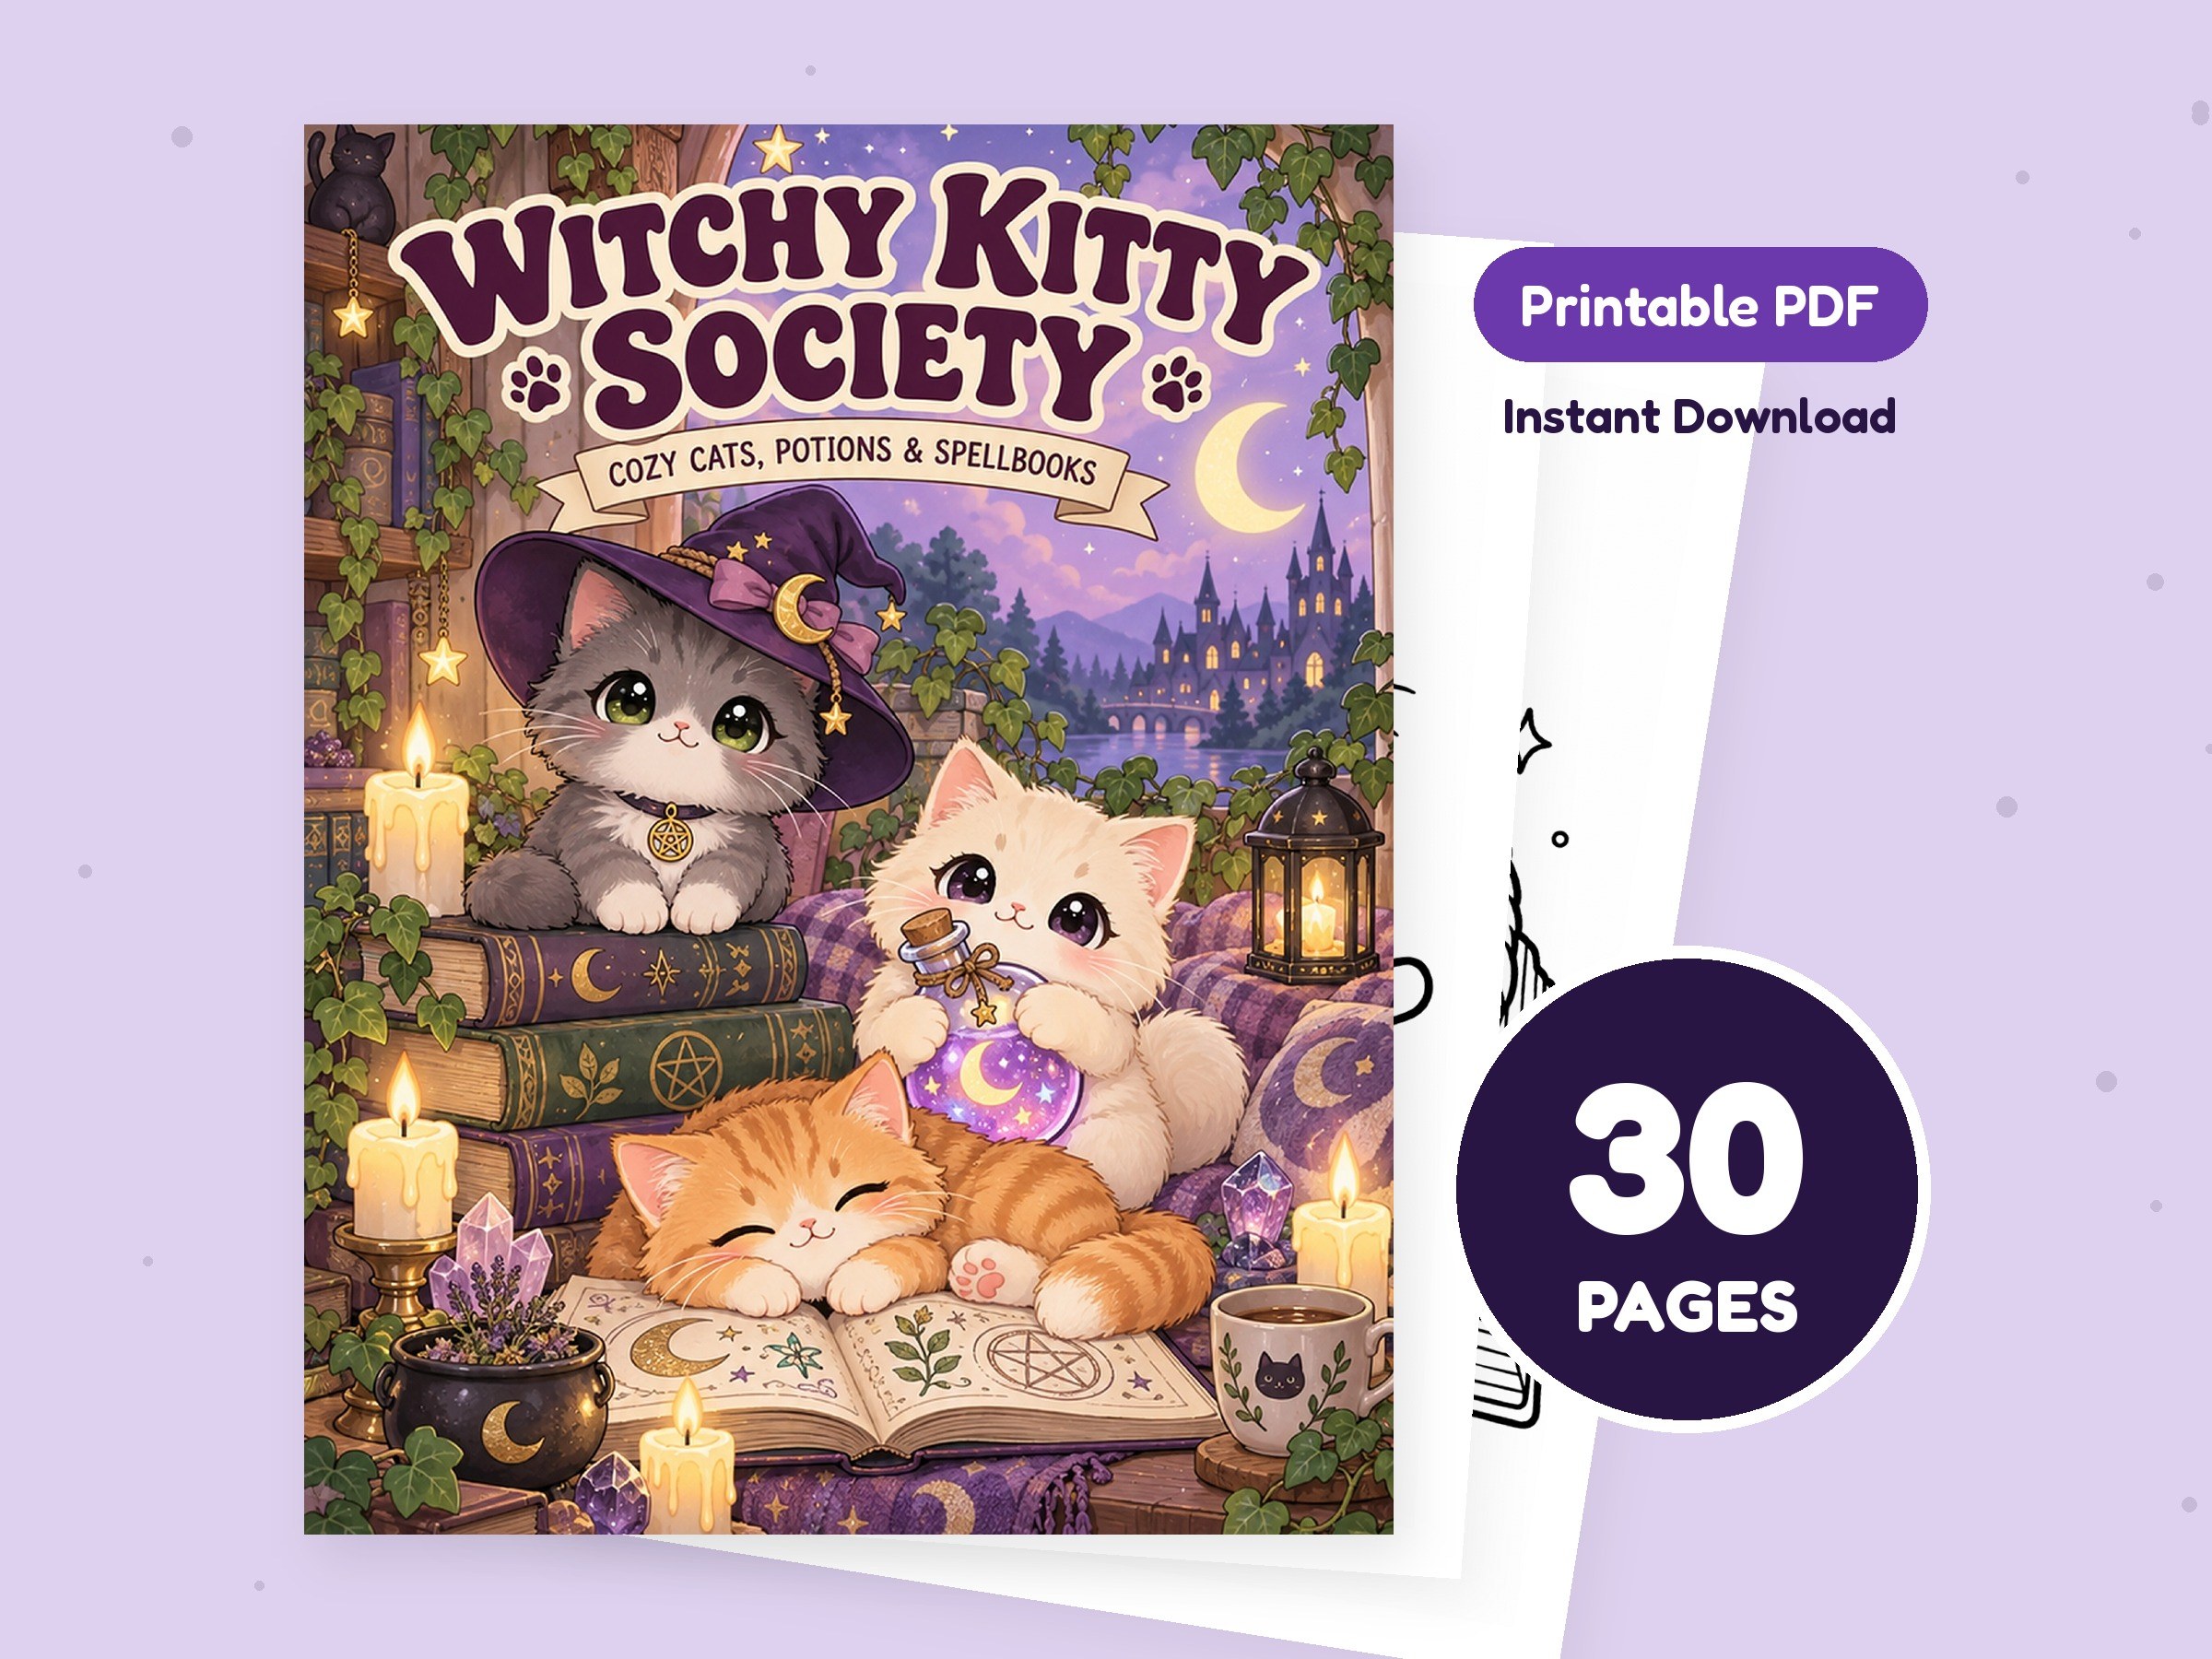 WITCHY KITTY
SOCIETY
COZY CATS, POTIONS & SPELLBOOKS
Printable PDF
Instant Download
30
PAGES